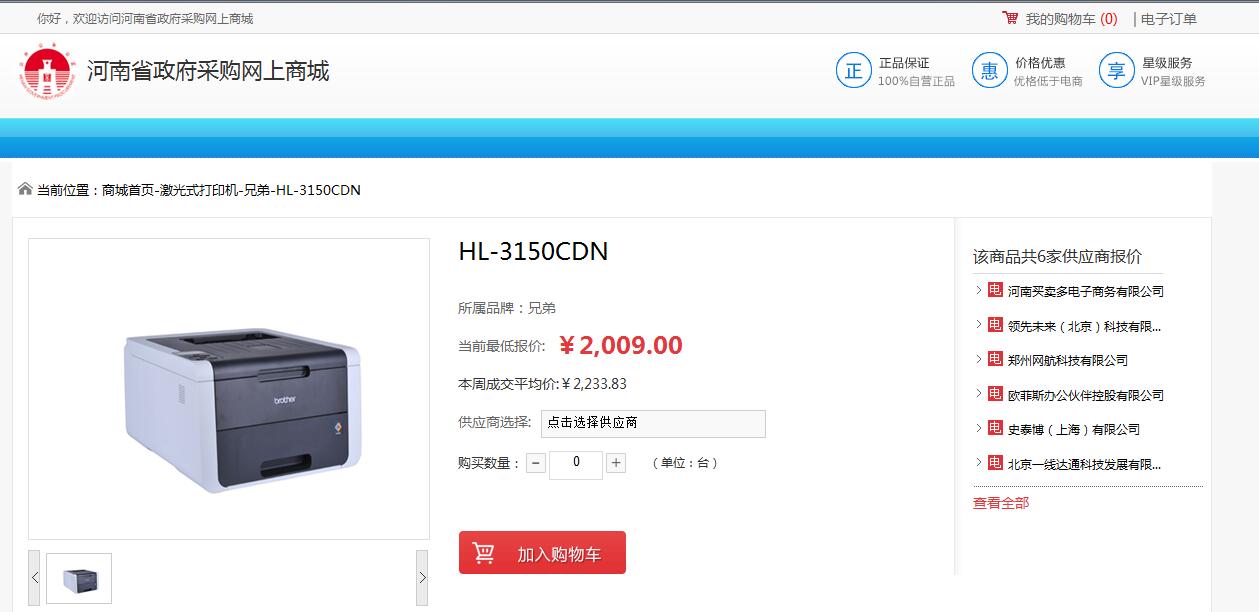 你好，欢迎访问河南省政府采购网上商城
我的购物车 (0) | 电子订单
河南省政府采购网上商城
正 正品保证
100%自营正品
惠 价格优惠
优格低于电商
享 星级服务
VIP星级服务
当前位置：商城首页-激光式打印机-兄弟-HL-3150CDN
brother
HL-3150CDN
所属品牌：兄弟
当前最低报价: ¥2,009.00
本周成交平均价:¥2,233.83
供应商选择: 点击选择供应商
购买数量： − 0 + （单位：台）
加入购物车
该商品共6家供应商报价
电 河南买卖多电子商务有限公司
电 领先未来（北京）科技有限...
电 郑州网航科技有限公司
电 欧菲斯办公伙伴控股有限公司
电 史泰博（上海）有限公司
电 北京一线达通科技发展有限...
查看全部